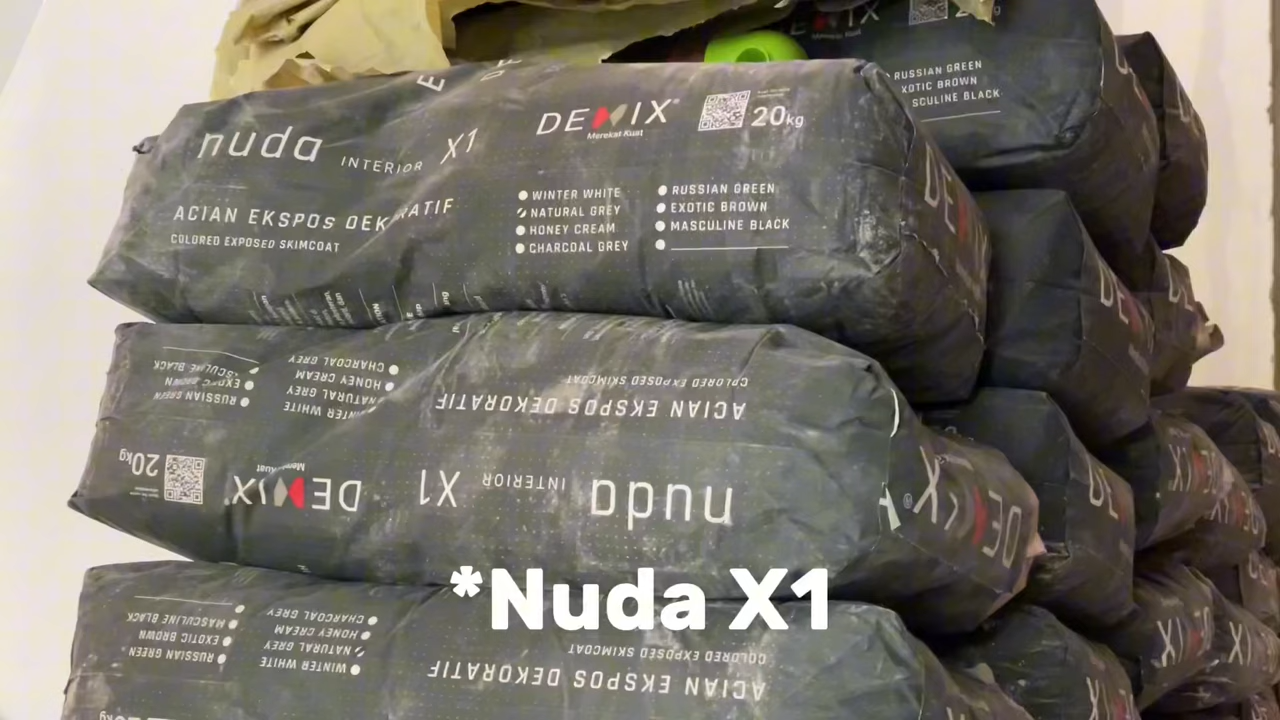 nuda INTERIOR X1
DEMIX®
Merekat Kuat
20kg
ACIAN EKSPOS DEKORATIF
COLORED EXPOSED SKIMCOAT
WINTER WHITE
NATURAL GREY
HONEY CREAM
CHARCOAL GREY
RUSSIAN GREEN
EXOTIC BROWN
MASCULINE BLACK
DEMIX
RUSSIAN GREEN
EXOTIC BROWN
MASCULINE BLACK
nuda INTERIOR X1
DEMIX
Merekat Kuat
20kg
ACIAN EKSPOS DEKORATIF
COLORED EXPOSED SKIMCOAT
WINTER WHITE
NATURAL GREY
HONEY CREAM
CHARCOAL GREY
RUSSIAN GREEN
DEMIX®
*Nuda X1
ACIAN EKSPOS DEKORATIF
COLORED EXPOSED SKIMCOAT
WINTER WHITE
NATURAL GREY
HONEY CREAM
CHARCOAL GREY
RUSSIAN GREEN
EXOTIC BROWN
MASCULINE BLACK